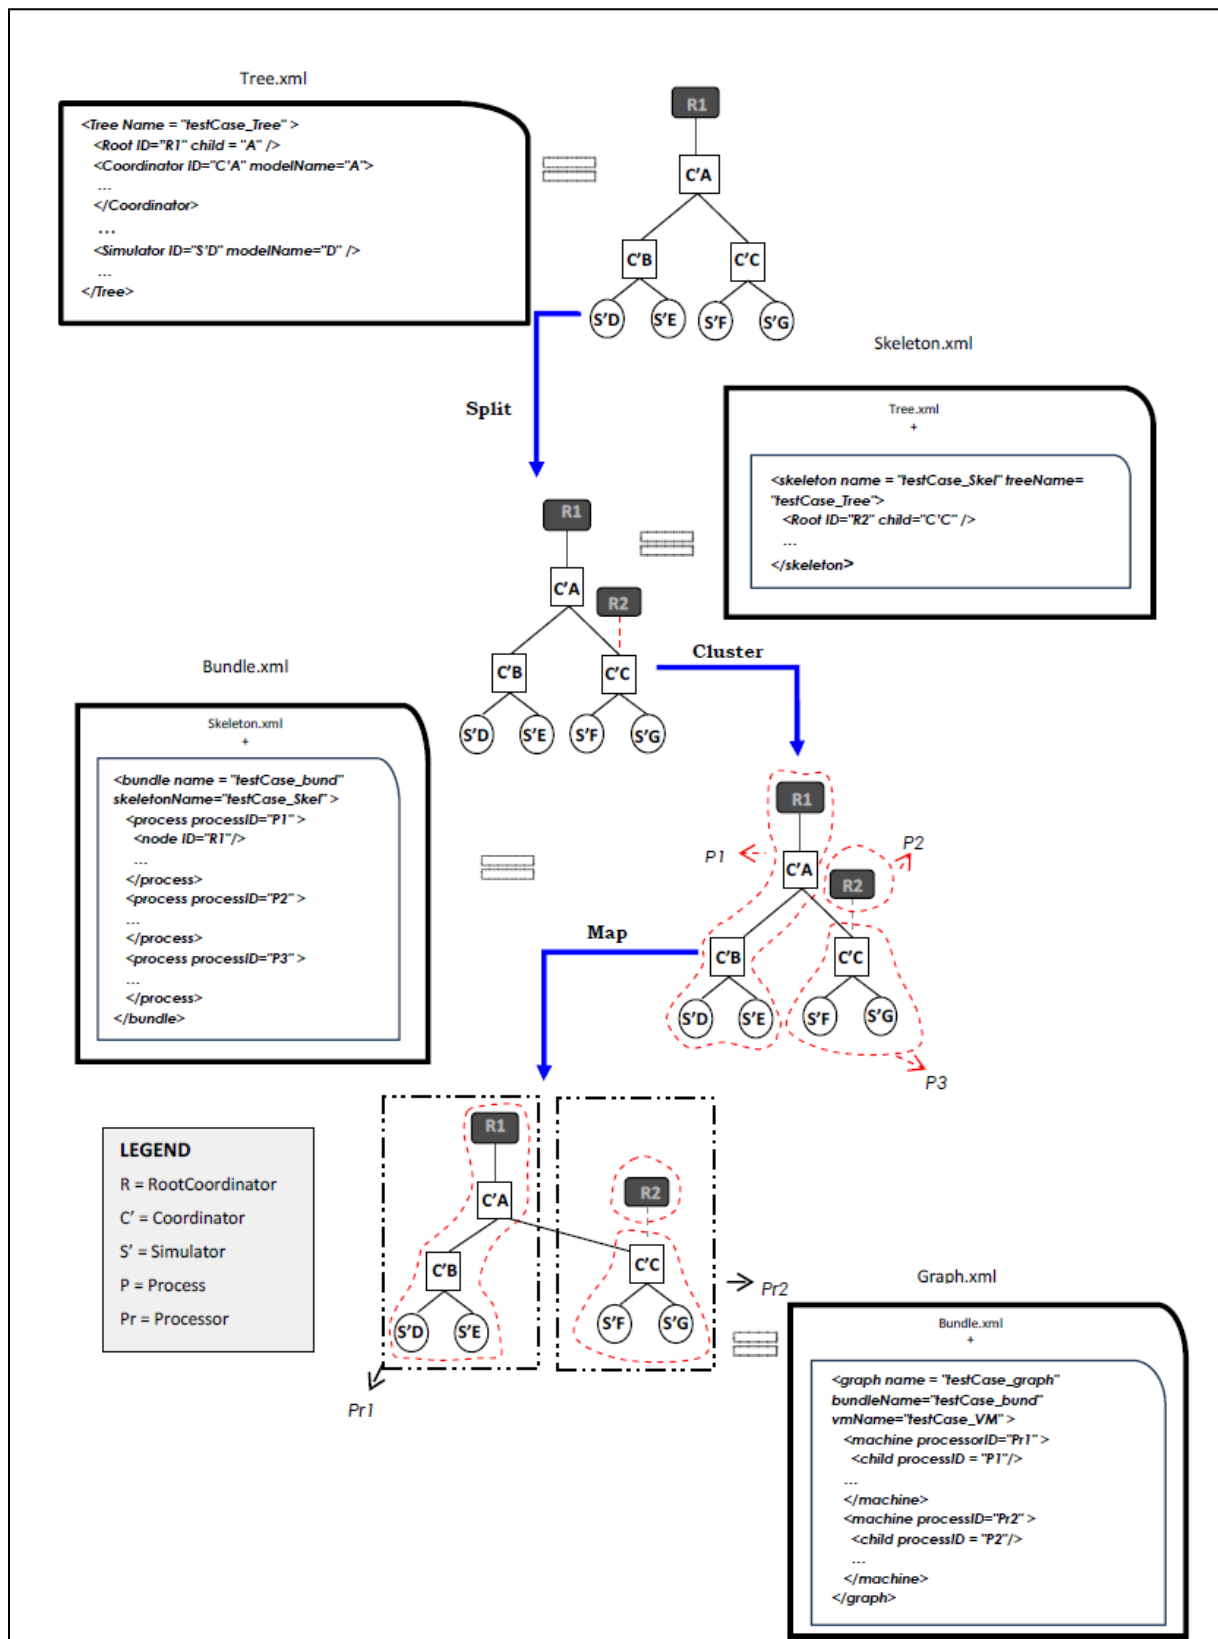 Tree.xml
<Tree Name = "testCase_Tree" >
<Root ID="R1" child = "A" />
<Coordinator ID="C'A" modelName="A">
...
</Coordinator>
...
<Simulator ID="S'D" modelName="D" />
...
</Tree>
R1
C'A
C'B
C'C
S'D
S'E
S'F
S'G
Split
Skeleton.xml
Tree.xml
+
<skeleton name = "testCase_Skel" treeName=
"testCase_Tree">
<Root ID="R2" child="C'C" />
...
</skeleton>
R1
C'A
R2
C'B
C'C
S'D
S'E
S'F
S'G
Cluster
Bundle.xml
Skeleton.xml
+
<bundle name = "testCase_bund"
skeletonName="testCase_Skel" >
<process processID="P1" >
<node ID="R1"/>
...
</process>
<process processID="P2" >
...
</process>
<process processID="P3" >
...
</process>
</bundle>
R1
P1
P2
C'A
R2
C'B
C'C
S'D
S'E
S'F
S'G
P3
Map
R1
C'A
R2
C'B
C'C
S'D
S'E
S'F
S'G
Pr1
Pr2
LEGEND
R = RootCoordinator
C' = Coordinator
S' = Simulator
P = Process
Pr = Processor
Graph.xml
Bundle.xml
+
<graph name = "testCase_graph"
bundleName="testCase_bund"
vmName="testCase_VM" >
<machine processorID="Pr1" >
<child processID = "P1"/>
...
</machine>
<machine processID="Pr2" >
<child processID = "P2"/>
...
</machine>
</graph>